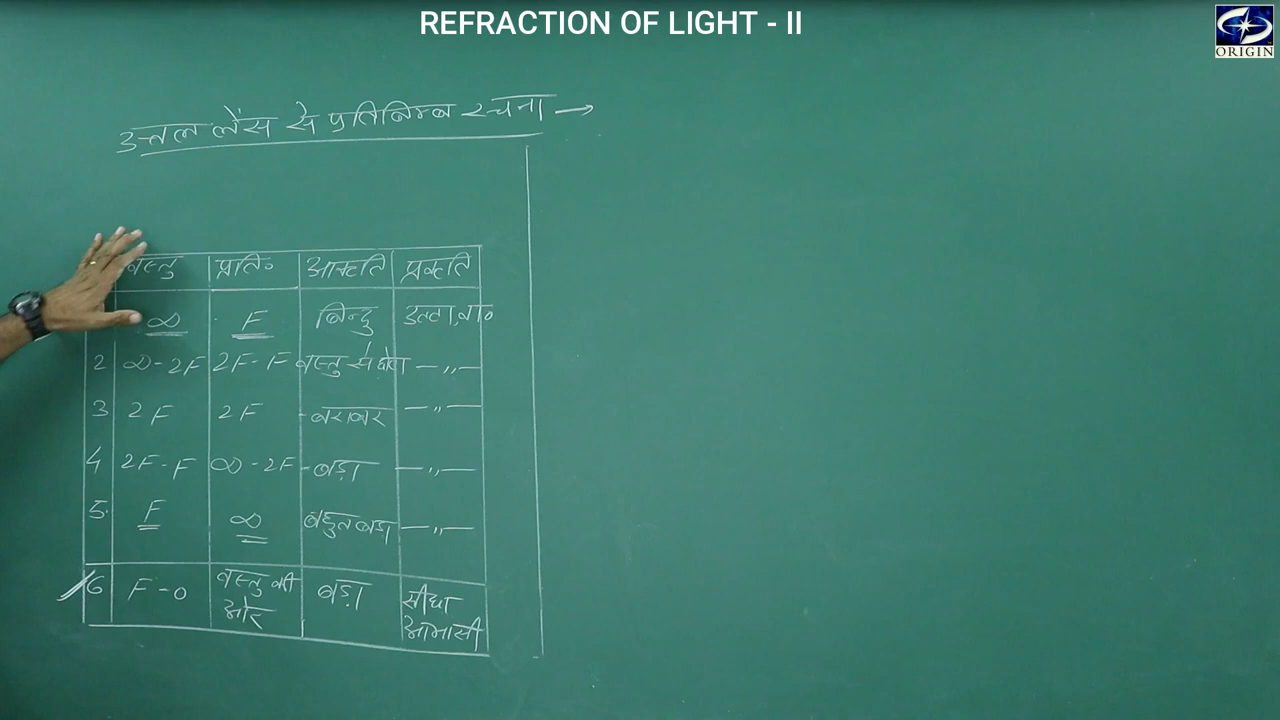 REFRACTION OF LIGHT - II
ORIGIN
उत्तल लेंस से प्रतिबिम्ब रचना →
वस्तु प्रति० आकृति प्रकृति
∞ F बिन्दु उल्टा, वा०
2 ∞-2F 2F-F वस्तु से छोटा —〃—
3 2F 2F -बराबर —〃—
4 2F-F ∞-2F -बड़ा —〃—
5. F ∞ बहुत बड़ा —〃—
6 F-O वस्तु की ओर बड़ा सीधा आभासी